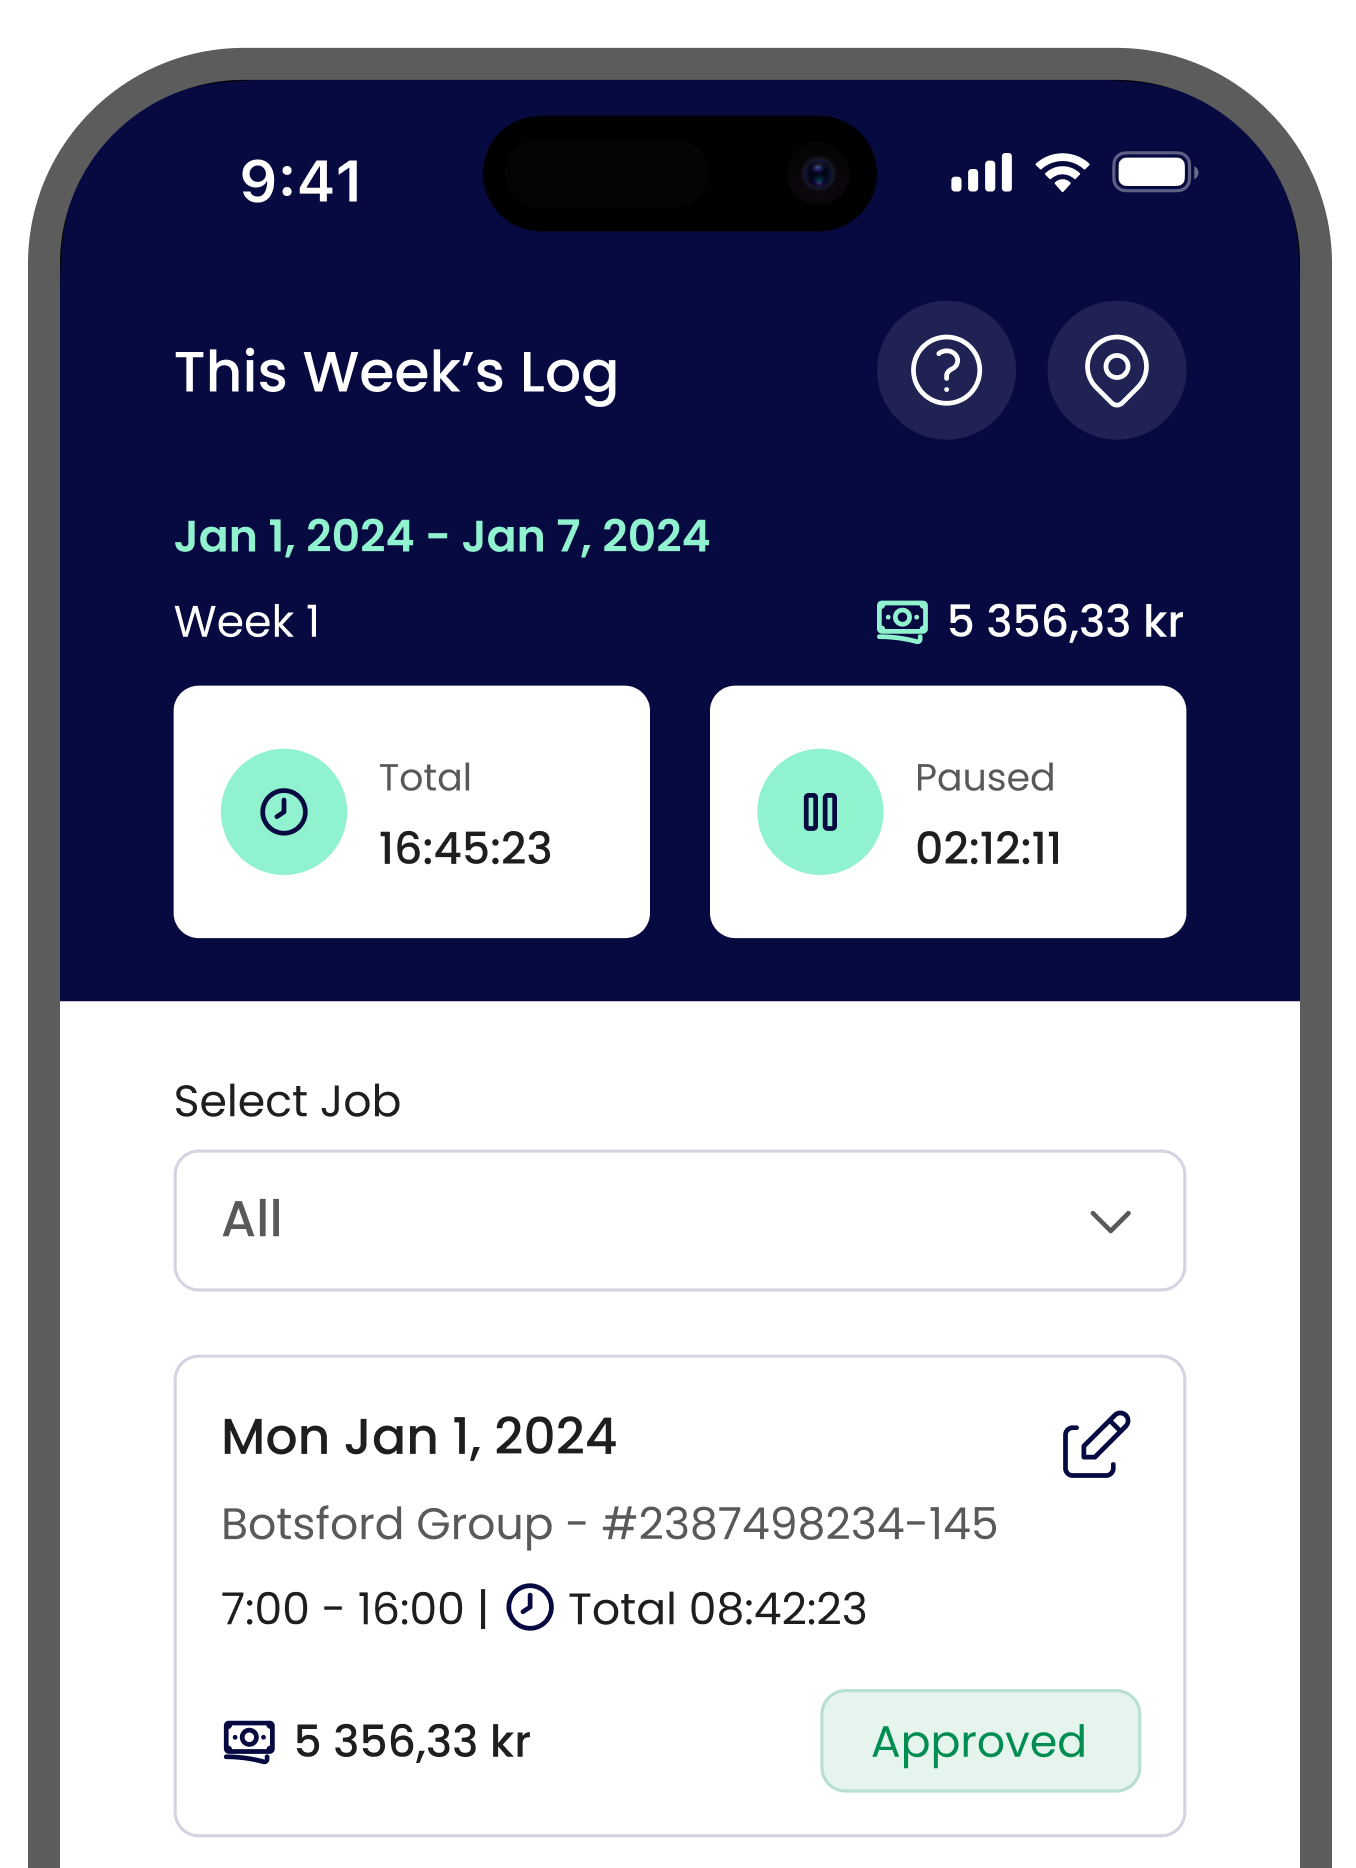 9:41
This Week’s Log
Jan 1, 2024 - Jan 7, 2024
Week 1
5 356,33 kr
Total
16:45:23
Paused
02:12:11
Select Job
All
Mon Jan 1, 2024
Botsford Group - #2387498234-145
7:00 - 16:00 | Total 08:42:23
5 356,33 kr
Approved